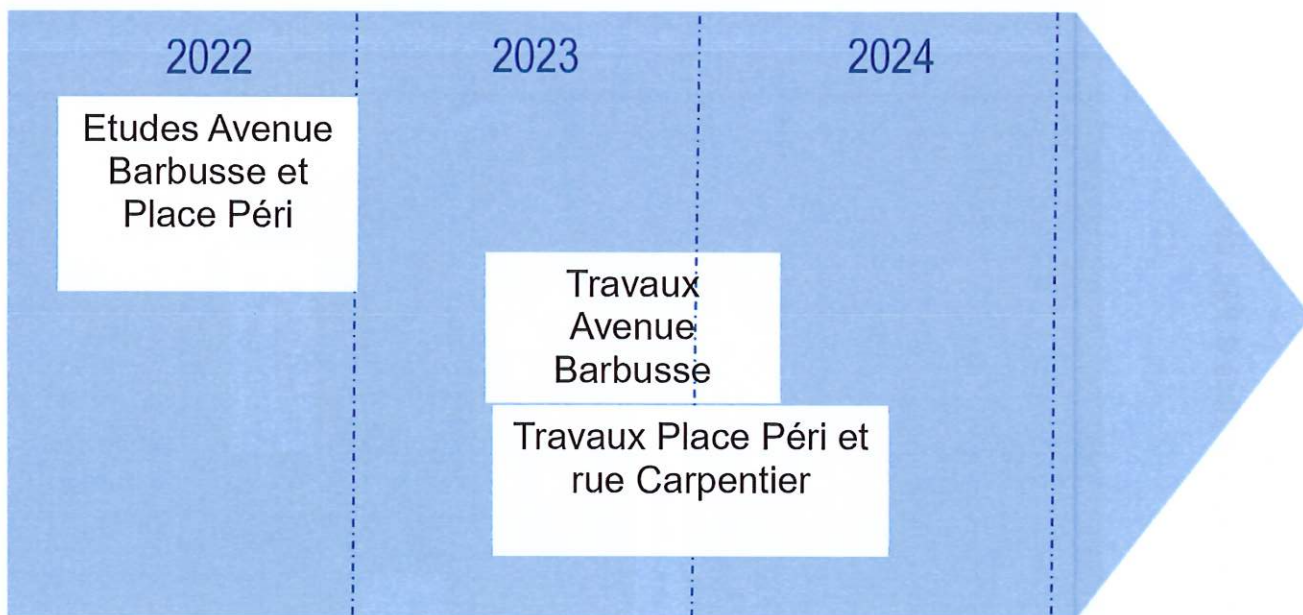 2022
2023
2024
Etudes Avenue
Barbusse et
Place Péri
Travaux
Avenue
Barbusse
Travaux Place Péri et
rue Carpentier